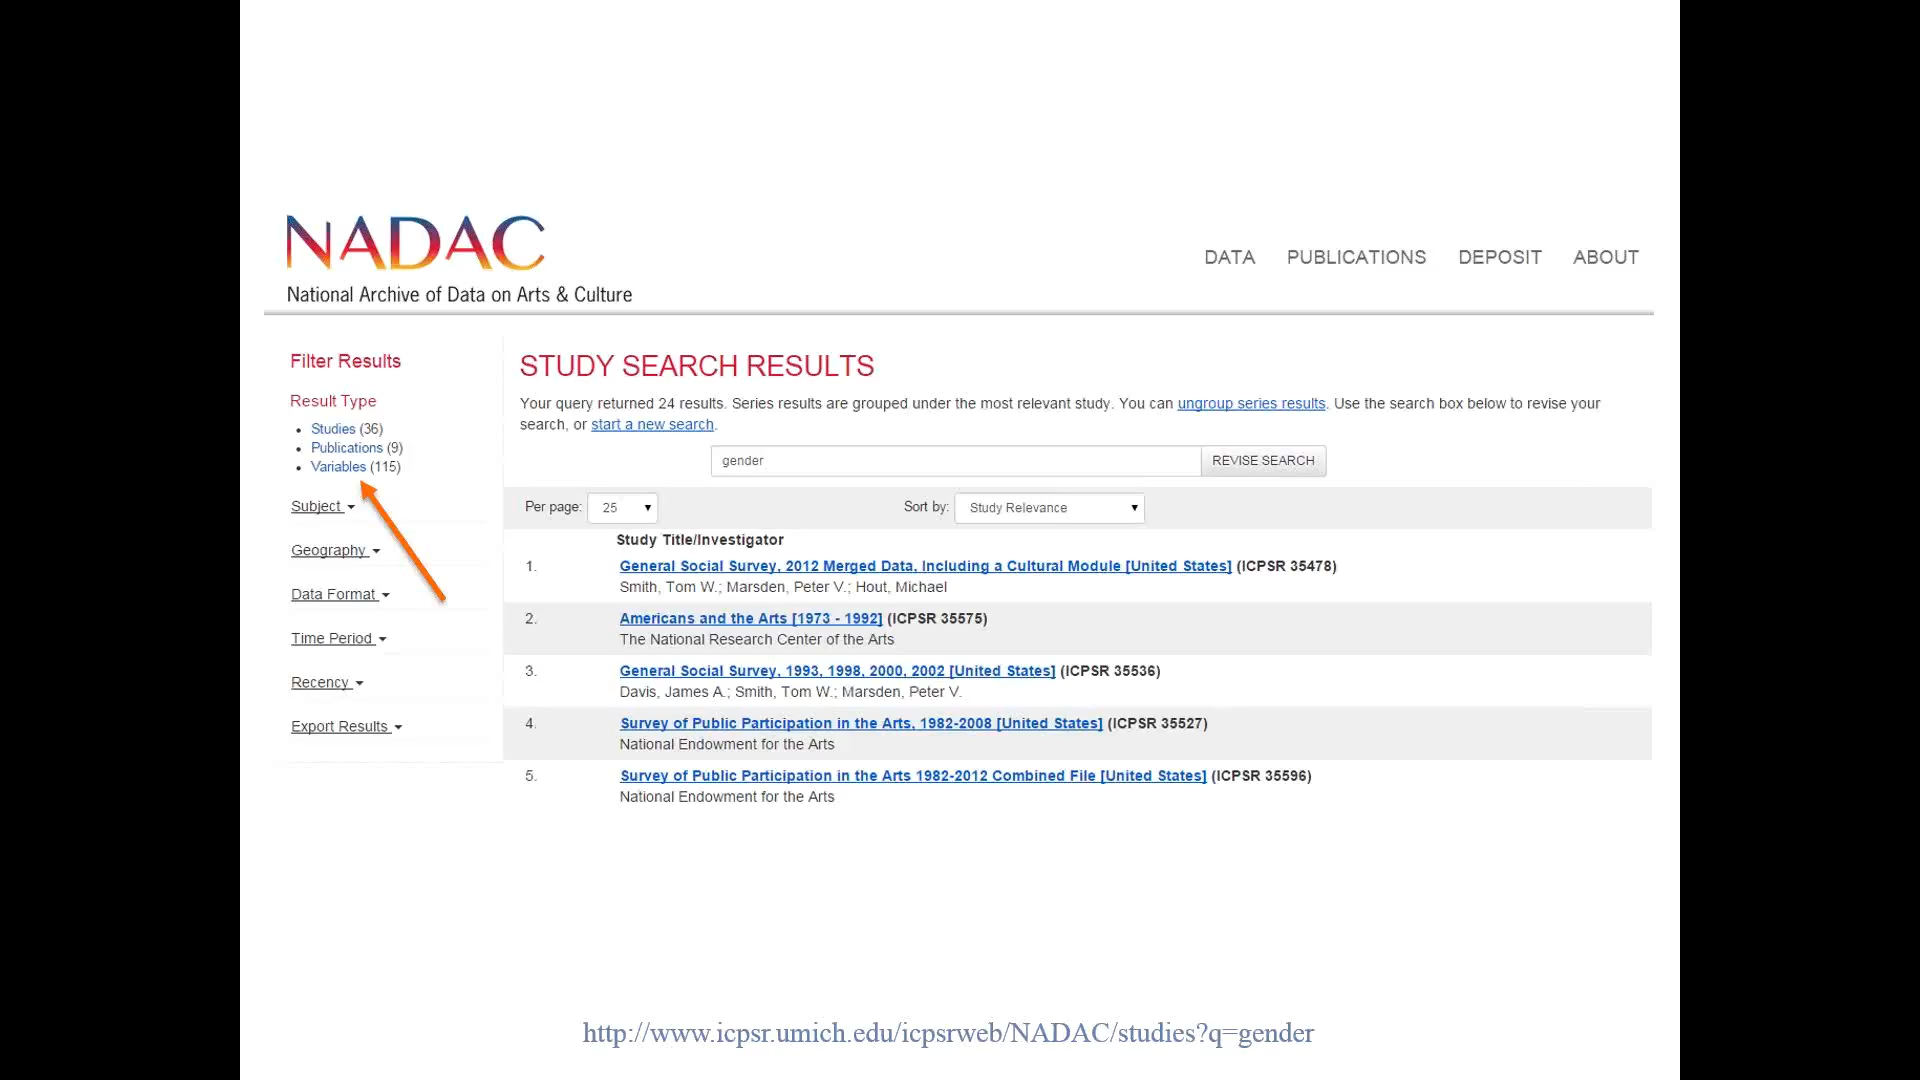 NADAC
National Archive of Data on Arts & Culture
DATA PUBLICATIONS DEPOSIT ABOUT
Filter Results
Result Type
• Studies (36)
• Publications (9)
• Variables (115)
Subject
Geography
Data Format
Time Period
Recency
Export Results
STUDY SEARCH RESULTS
Your query returned 24 results. Series results are grouped under the most relevant study. You can ungroup series results. Use the search box below to revise your
search, or start a new search.
gender REVISE SEARCH
Per page: 25 Sort by: Study Relevance
Study Title/Investigator
1. General Social Survey, 2012 Merged Data, Including a Cultural Module [United States] (ICPSR 35478)
Smith, Tom W.; Marsden, Peter V.; Hout, Michael
2. Americans and the Arts [1973 - 1992] (ICPSR 35575)
The National Research Center of the Arts
3. General Social Survey, 1993, 1998, 2000, 2002 [United States] (ICPSR 35536)
Davis, James A.; Smith, Tom W.; Marsden, Peter V.
4. Survey of Public Participation in the Arts, 1982-2008 [United States] (ICPSR 35527)
National Endowment for the Arts
5. Survey of Public Participation in the Arts 1982-2012 Combined File [United States] (ICPSR 35596)
National Endowment for the Arts
http://www.icpsr.umich.edu/icpsrweb/NADAC/studies?q=gender